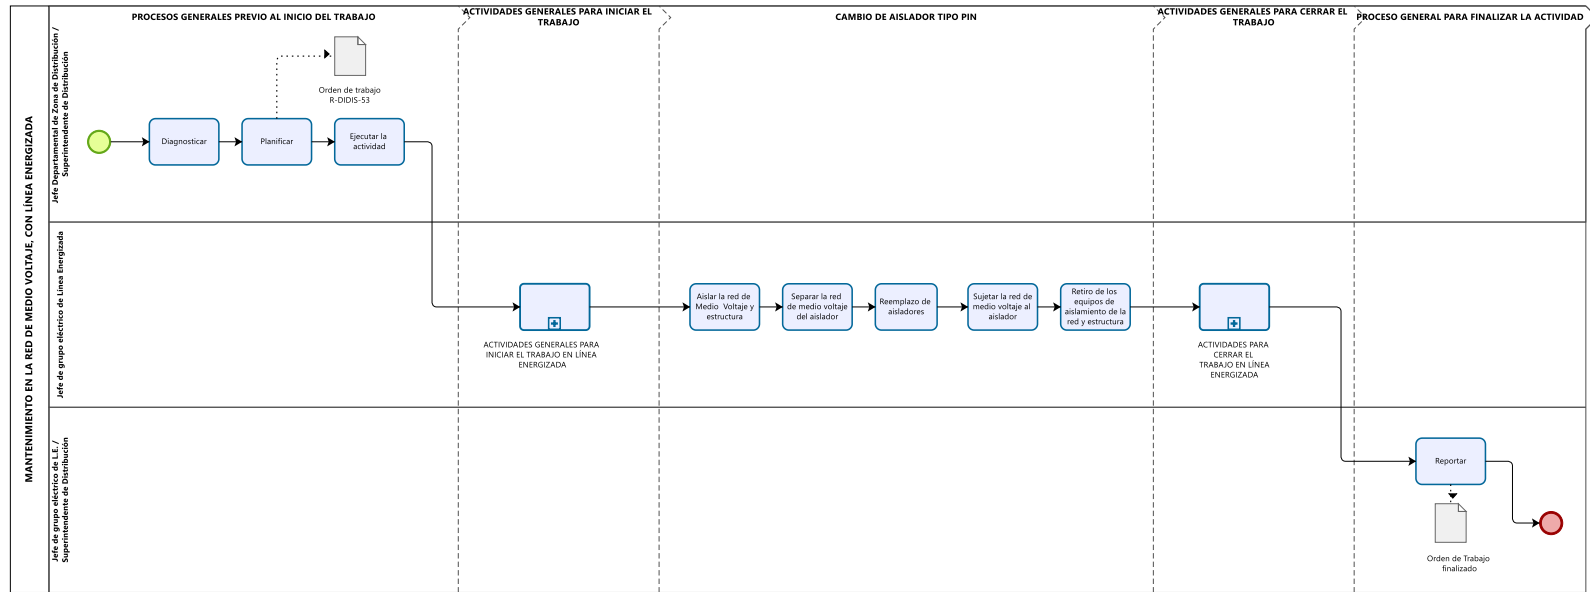 PROCESOS GENERALES PREVIO AL INICIO DEL TRABAJO
ACTIVIDADES GENERALES PARA INICIAR EL
TRABAJO
CAMBIO DE AISLADOR TIPO PIN
ACTIVIDADES GENERALES PARA CERRAR EL
TRABAJO
PROCESO GENERAL PARA FINALIZAR LA ACTIVIDAD
MANTENIMIENTO EN LA RED DE MEDIO VOLTAJE, CON LÍNEA ENERGIZADA
Jefe Departamental de Zona de Distribución /
Superintendente de Distribución
Orden de trabajo
R-DIDIS-53
Diagnosticar
Planificar
Ejecutar la
actividad
Jefe de grupo eléctrico de Linea Energizada
ACTIVIDADES GENERALES PARA
INICIAR EL TRABAJO EN LÍNEA
ENERGIZADA
Aislar la red de
Medio Voltaje y
estructura
Separar la red
de medio voltaje
del aislador
Reemplazo de
aisladores
Sujetar la red de
medio voltaje al
aislador
Retiro de los
equipos de
aislamiento de la
red y estructura
ACTIVIDADES PARA
CERRAR EL
TRABAJO EN LÍNEA
ENERGIZADA
Jefe de grupo eléctrico de L.E. /
Superintendente de Distribución
Reportar
Orden de Trabajo
finalizado